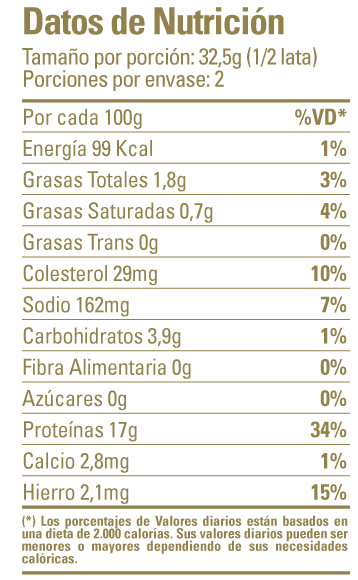 Datos de Nutrición
Tamaño por porción: 32,5g (1/2 lata)
Porciones por envase: 2
Por cada 100g %VD*
Energía 99 Kcal 1%
Grasas Totales 1,8g 3%
Grasas Saturadas 0,7g 4%
Grasas Trans 0g 0%
Colesterol 29mg 10%
Sodio 162mg 7%
Carbohidratos 3,9g 1%
Fibra Alimentaria 0g 0%
Azúcares 0g 0%
Proteínas 17g 34%
Calcio 2,8mg 1%
Hierro 2,1mg 15%
(*) Los porcentajes de Valores diarios están basados en
una dieta de 2.000 calorías. Sus valores diarios pueden ser
menores o mayores dependiendo de sus necesidades
calóricas.